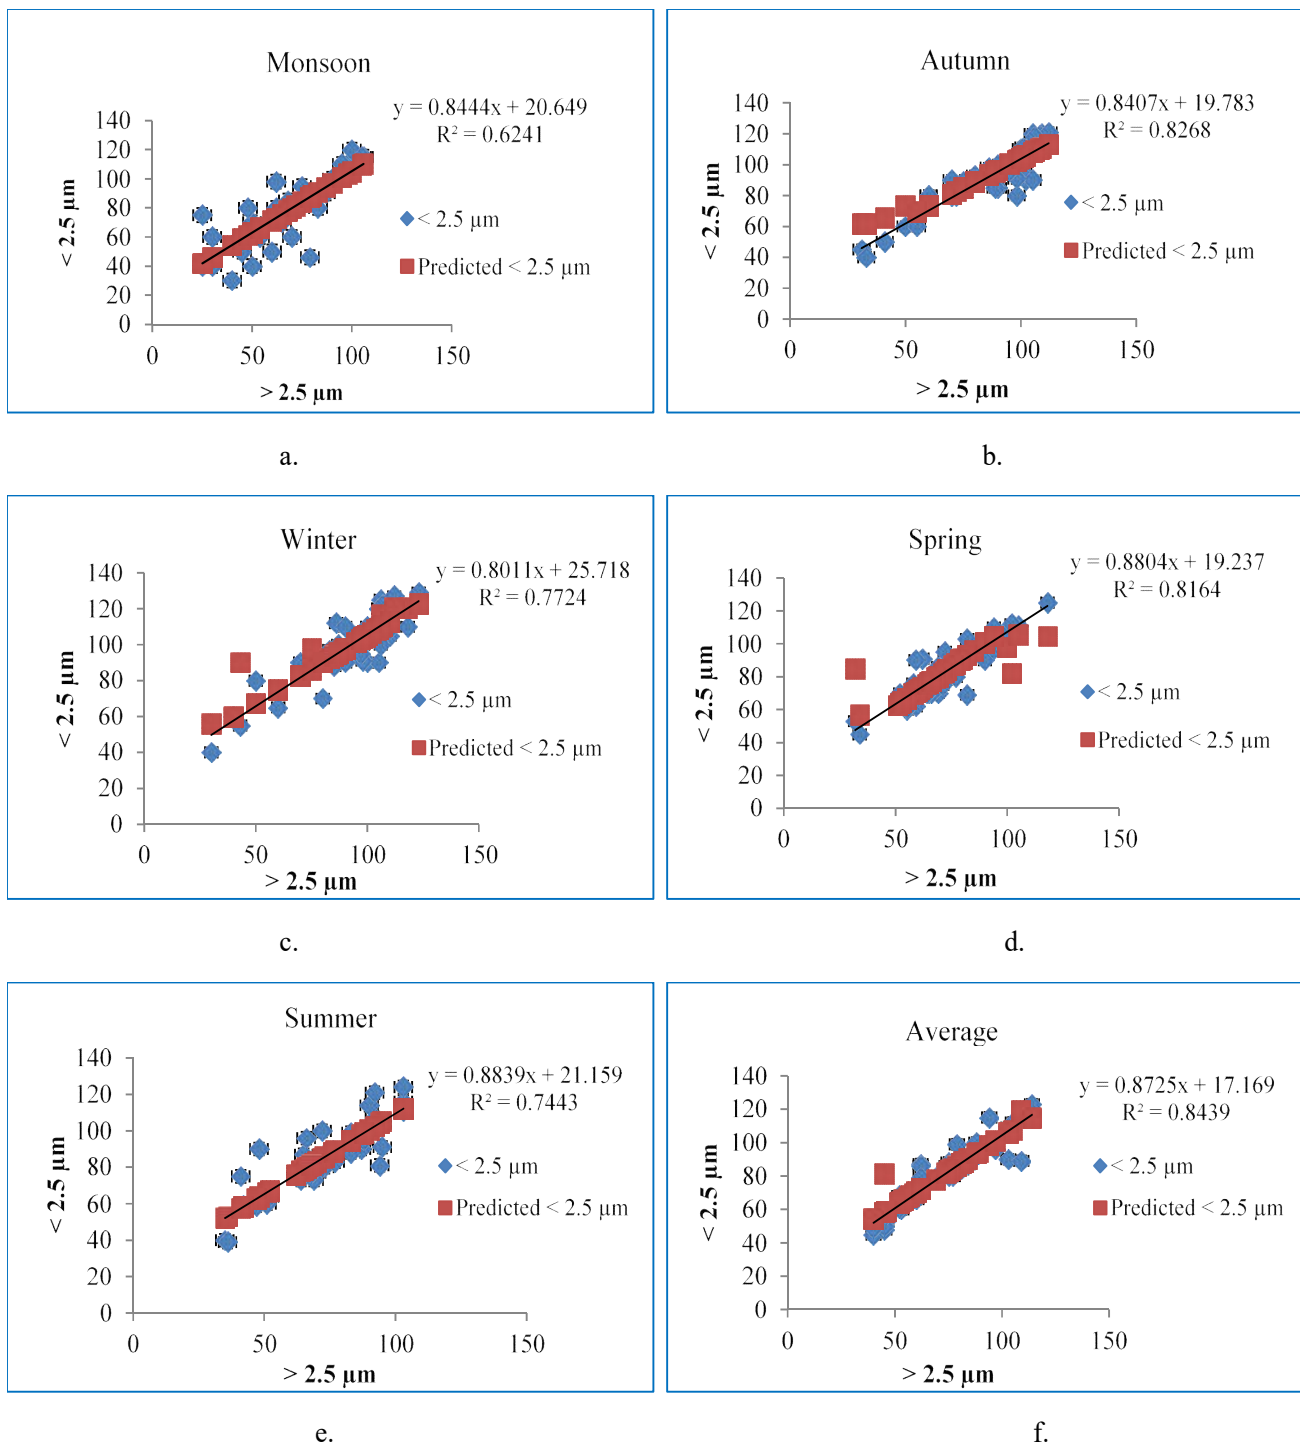 Monsoon
y = 0.8444x + 20.649
R² = 0.6241
140
120
100
80
60
40
20
0
0 50 100 150
< 2.5 µm
> 2.5 µm
< 2.5 µm
Predicted < 2.5 µm
a.
Autumn
y = 0.8407x + 19.783
R² = 0.8268
140
120
100
80
60
40
20
0
0 50 100 150
< 2.5 µm
> 2.5 µm
< 2.5 µm
Predicted < 2.5 µm
b.
Winter
y = 0.8011x + 25.718
R² = 0.7724
140
120
100
80
60
40
20
0
0 50 100 150
< 2.5 µm
> 2.5 µm
< 2.5 µm
Predicted < 2.5 µm
c.
Spring
y = 0.8804x + 19.237
R² = 0.8164
140
120
100
80
60
40
20
0
0 50 100 150
< 2.5 µm
> 2.5 µm
< 2.5 µm
Predicted < 2.5 µm
d.
Summer
y = 0.8839x + 21.159
R² = 0.7443
140
120
100
80
60
40
20
0
0 50 100 150
< 2.5 µm
> 2.5 µm
< 2.5 µm
Predicted < 2.5 µm
e.
Average
y = 0.8725x + 17.169
R² = 0.8439
140
120
100
80
60
40
20
0
0 50 100 150
< 2.5 µm
> 2.5 µm
< 2.5 µm
Predicted < 2.5 µm
f.